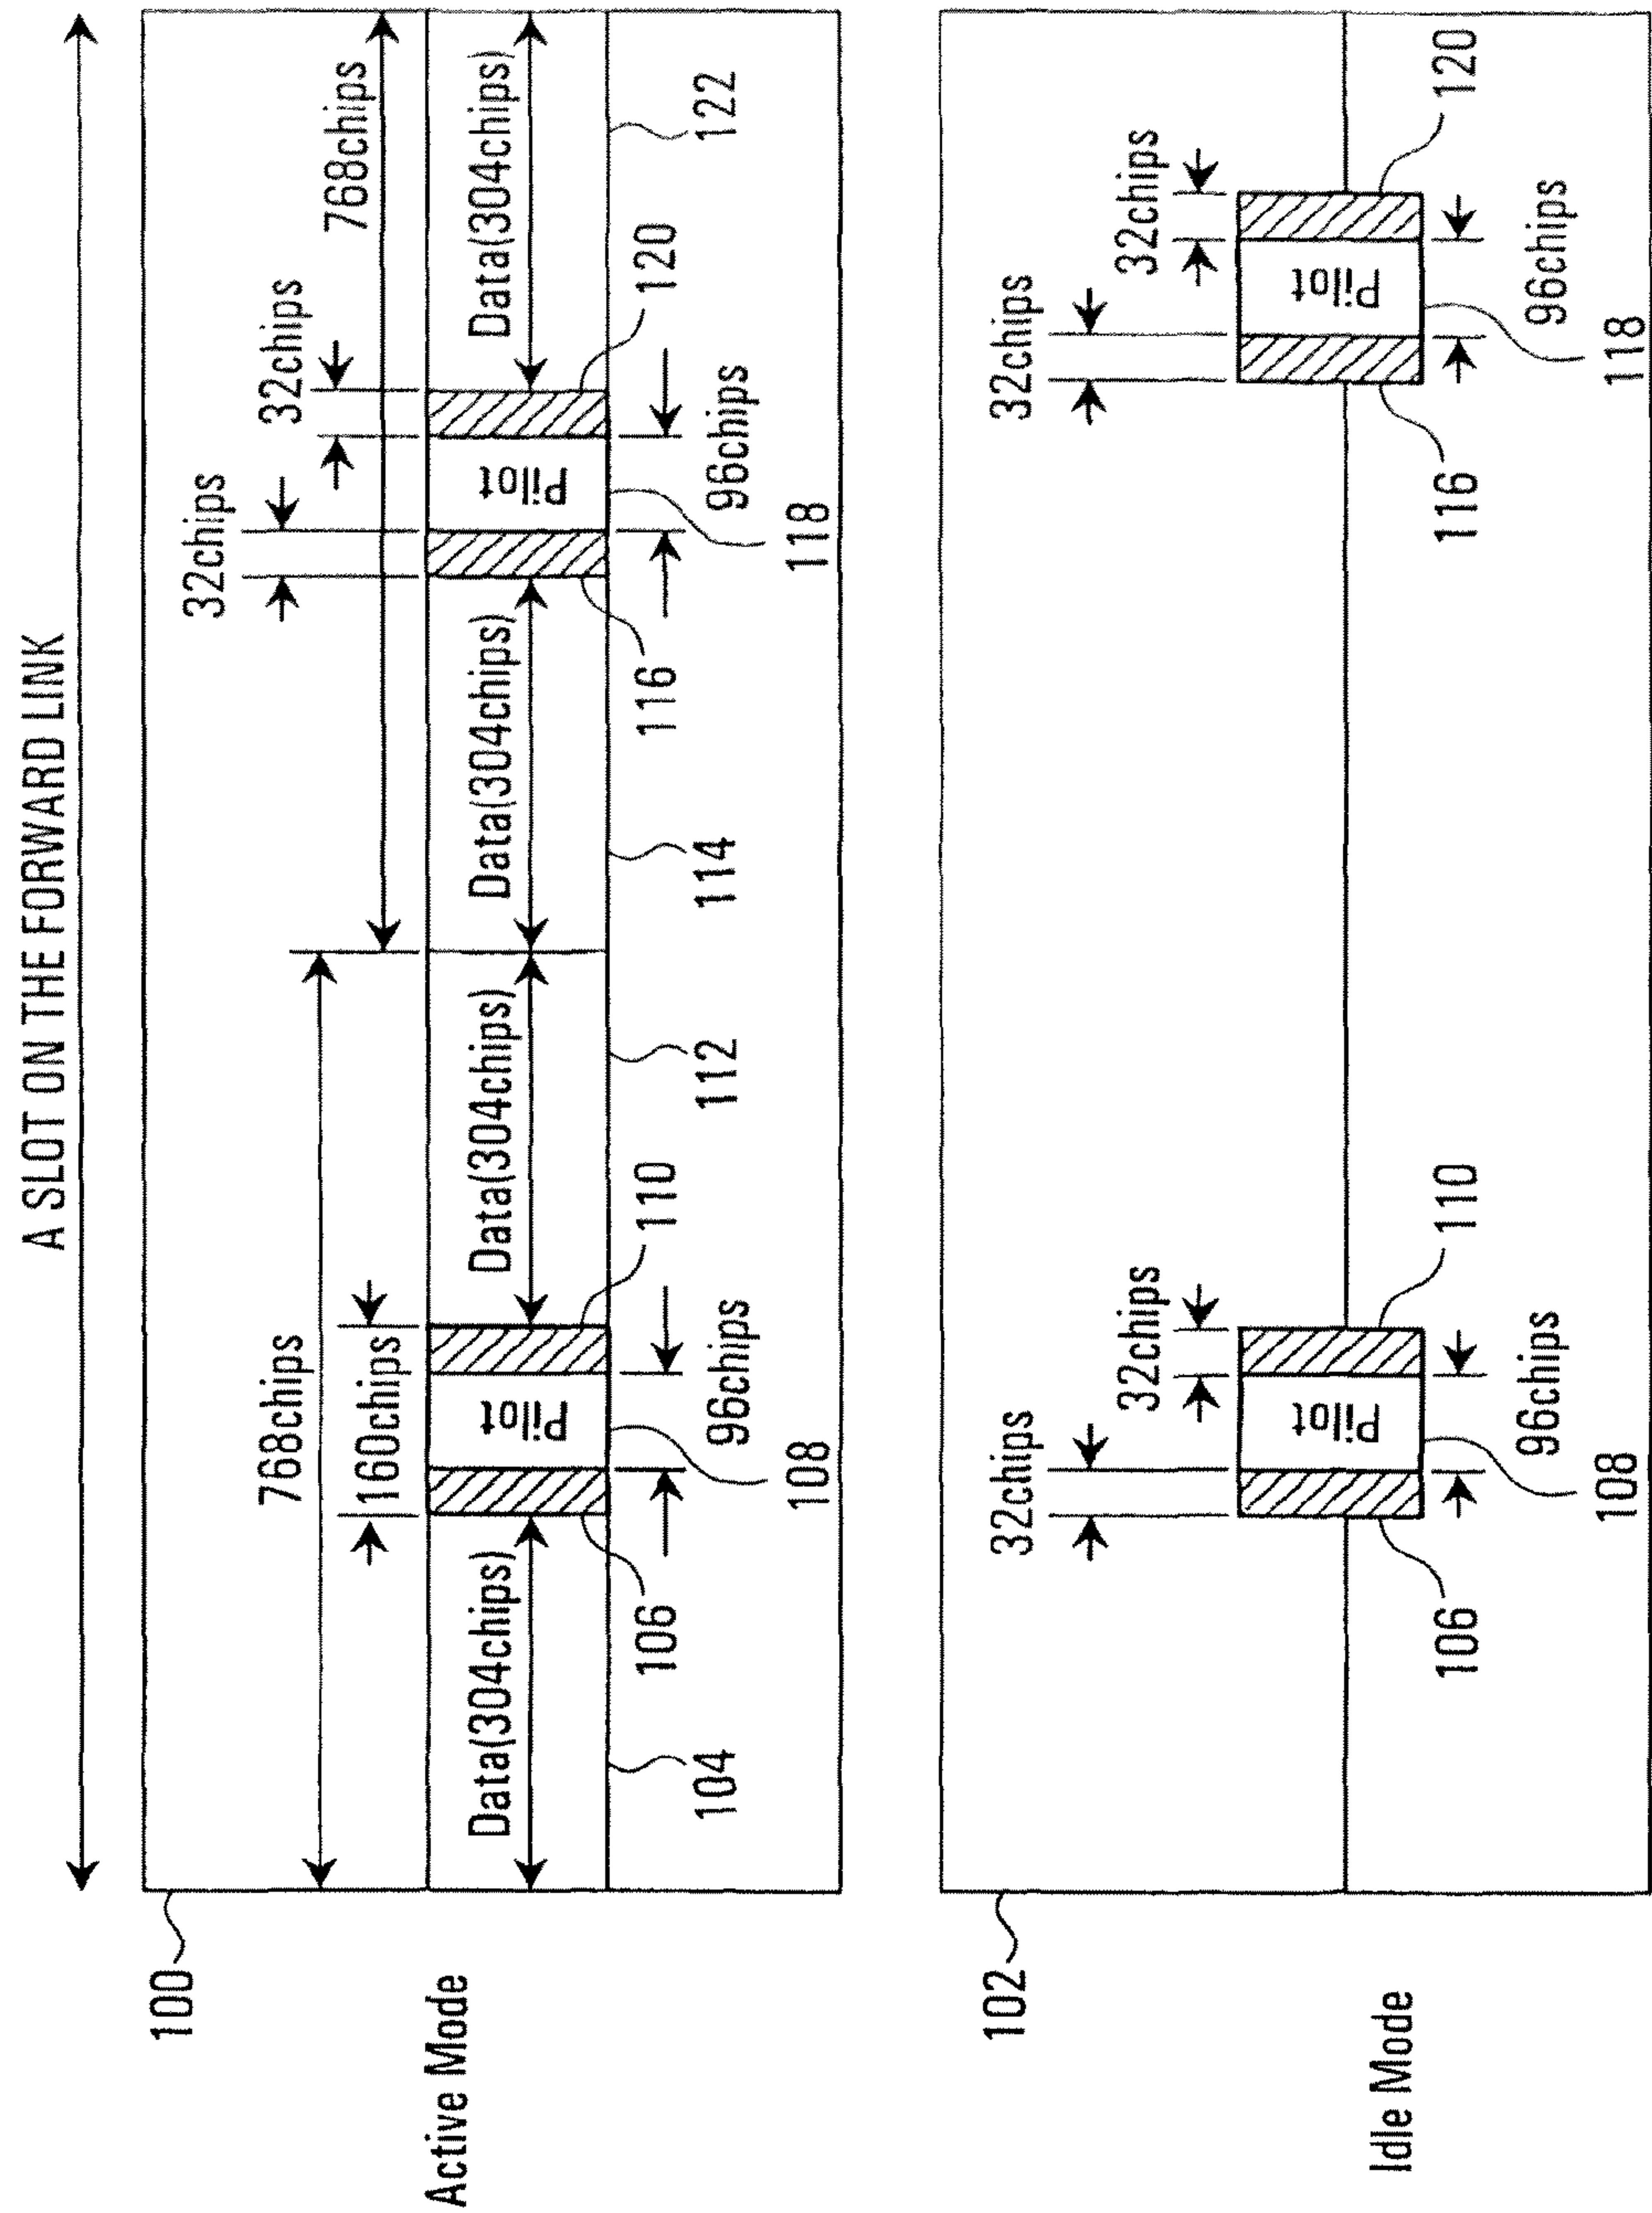 A SLOT ON THE FORWARD LINK
100
Active Mode
768chips
768chips
160chips
32chips
32chips
Data(304chips)
Pilot
Data(304chips)
Data(304chips)
Pilot
Data(304chips)
104
106
108
96chips
110
112
114
116
118
96chips
120
122
102
Idle Mode
32chips
32chips
32chips
32chips
Pilot
Pilot
106
108
96chips
110
116
118
96chips
120